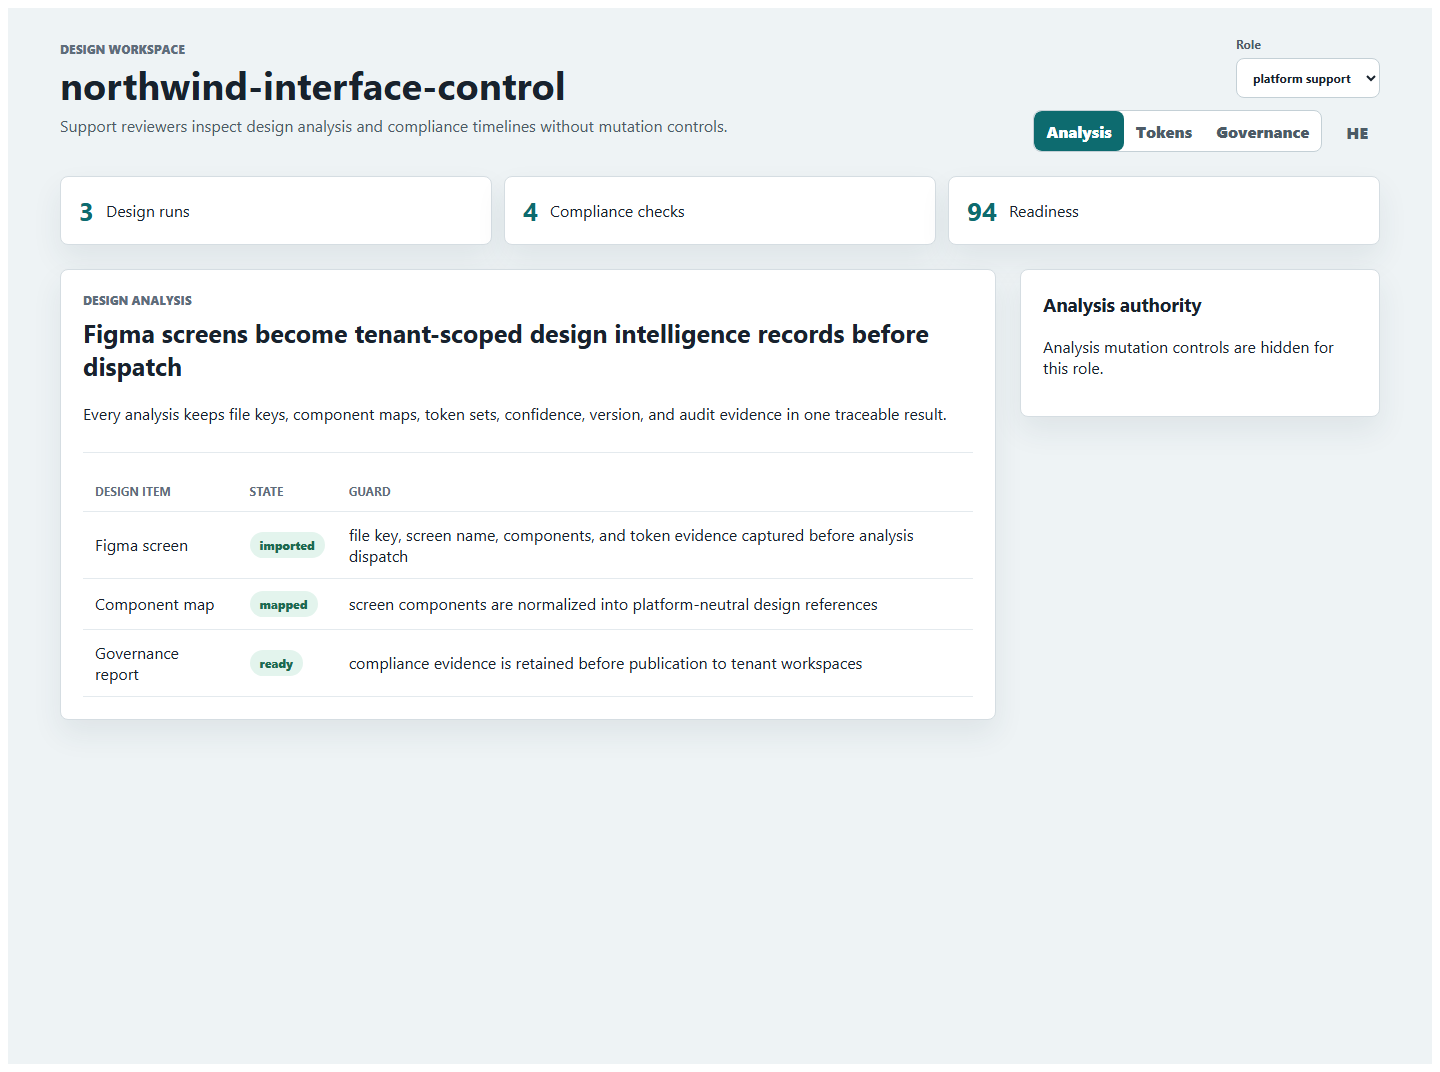 DESIGN WORKSPACE
northwind-interface-control
Support reviewers inspect design analysis and compliance timelines without mutation controls.
Role
platform support
Analysis
Tokens
Governance
HE
3 Design runs
4 Compliance checks
94 Readiness
DESIGN ANALYSIS
Figma screens become tenant-scoped design intelligence records before
dispatch
Every analysis keeps file keys, component maps, token sets, confidence, version, and audit evidence in one traceable result.
DESIGN ITEM STATE GUARD
Figma screen imported file key, screen name, components, and token evidence captured before analysis
dispatch
Component map mapped screen components are normalized into platform-neutral design references
Governance
report ready compliance evidence is retained before publication to tenant workspaces
Analysis authority
Analysis mutation controls are hidden for
this role.